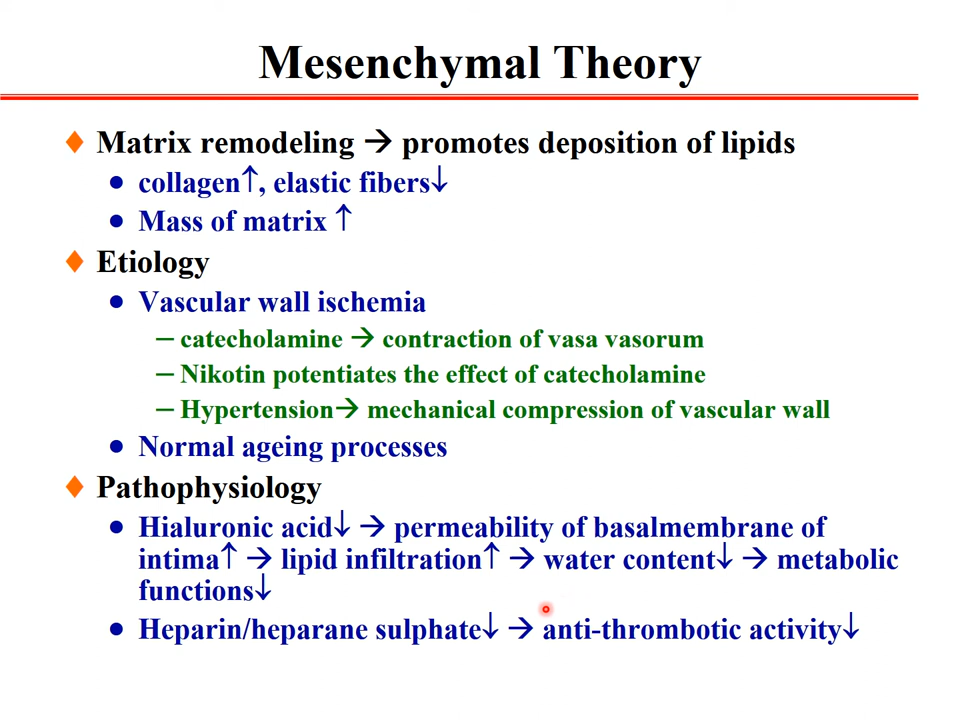 Mesenchymal Theory
♦ Matrix remodeling → promotes deposition of lipids
• collagen↑, elastic fibers↓
• Mass of matrix ↑
♦ Etiology
• Vascular wall ischemia
– catecholamine → contraction of vasa vasorum
– Nikotin potentiates the effect of catecholamine
– Hypertension→ mechanical compression of vascular wall
• Normal ageing processes
♦ Pathophysiology
• Hialuronic acid↓ → permeability of basalmembrane of
intima↑ → lipid infiltration↑ → water content↓ → metabolic
functions↓
• Heparin/heparane sulphate↓ → anti-thrombotic activity↓